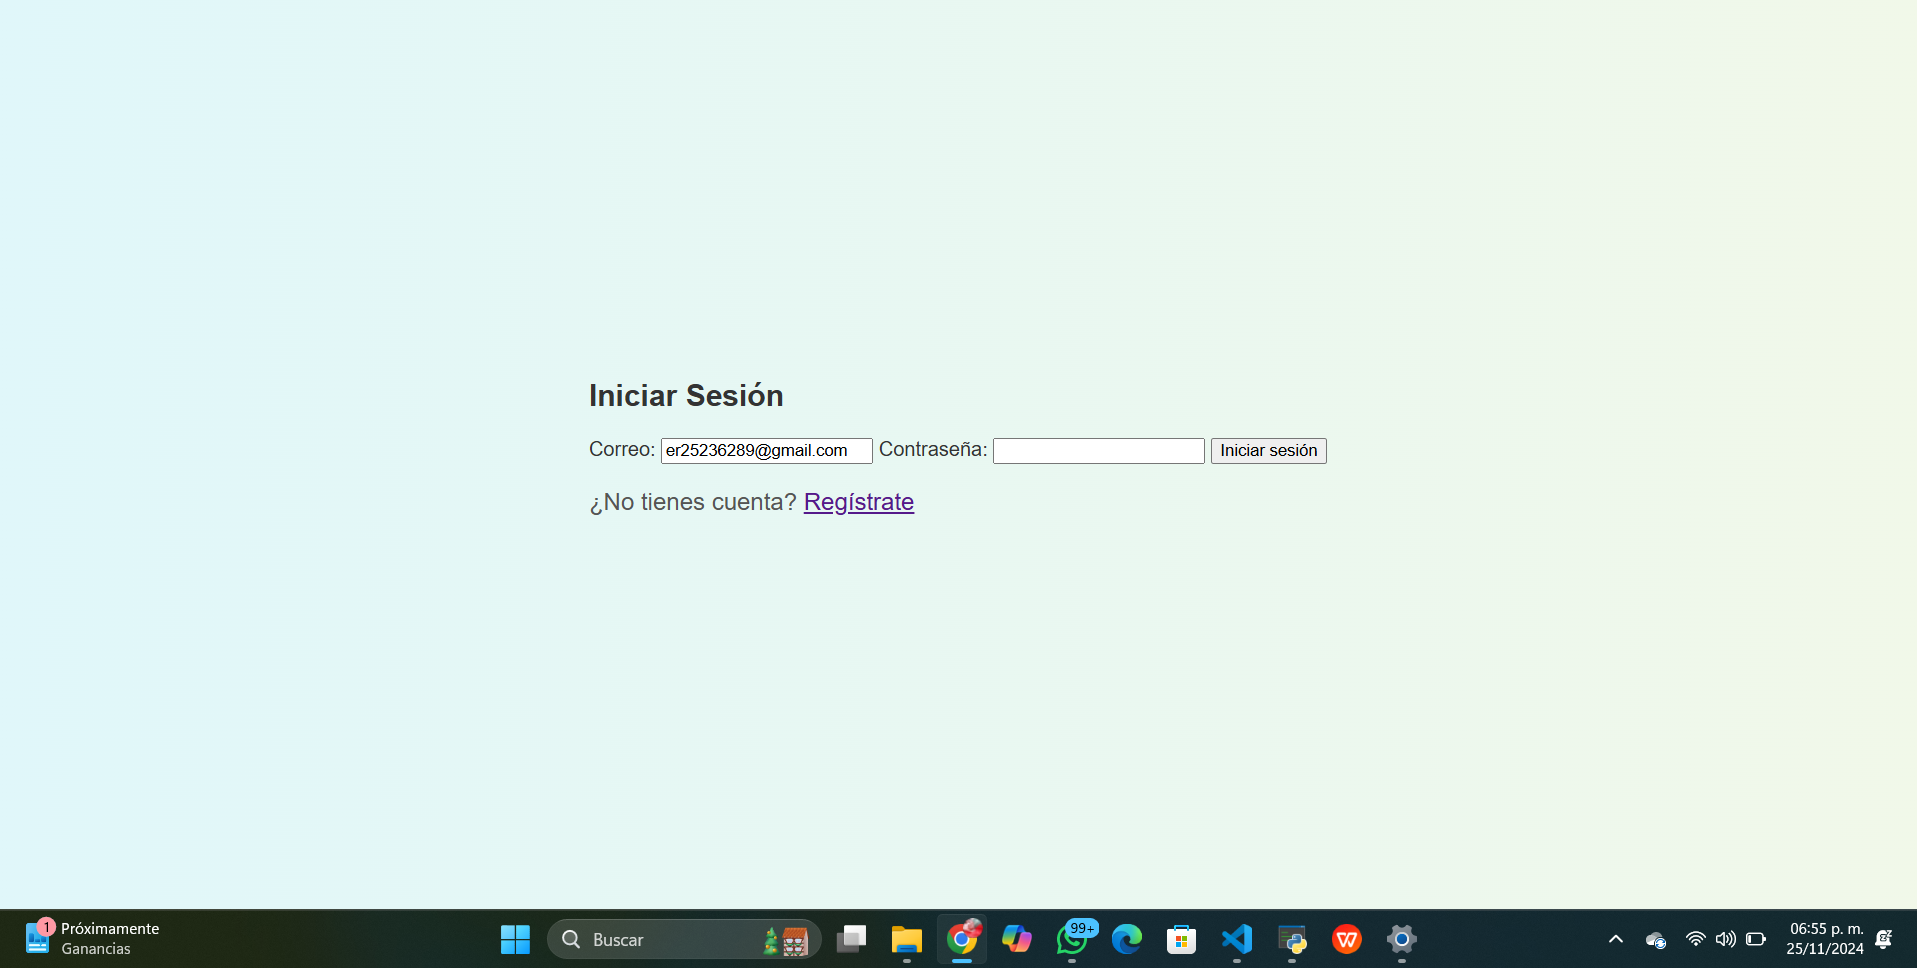 Iniciar Sesión
Correo: er25236289@gmail.com Contraseña: Iniciar sesión
¿No tienes cuenta? Regístrate
1
Próximamente
Ganancias
Buscar
99+
W
06:55 p. m.
25/11/2024